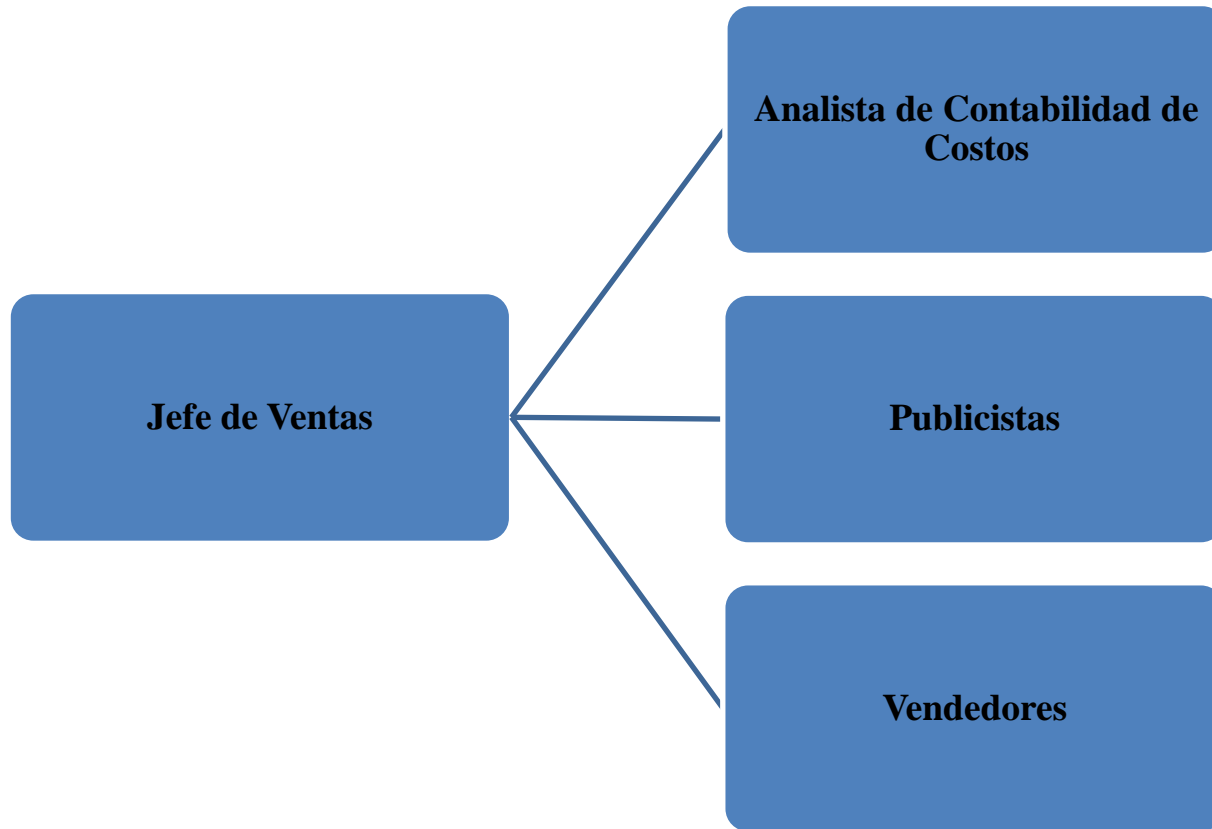 Analista de Contabilidad de
Costos
Jefe de Ventas
Publicistas
Vendedores